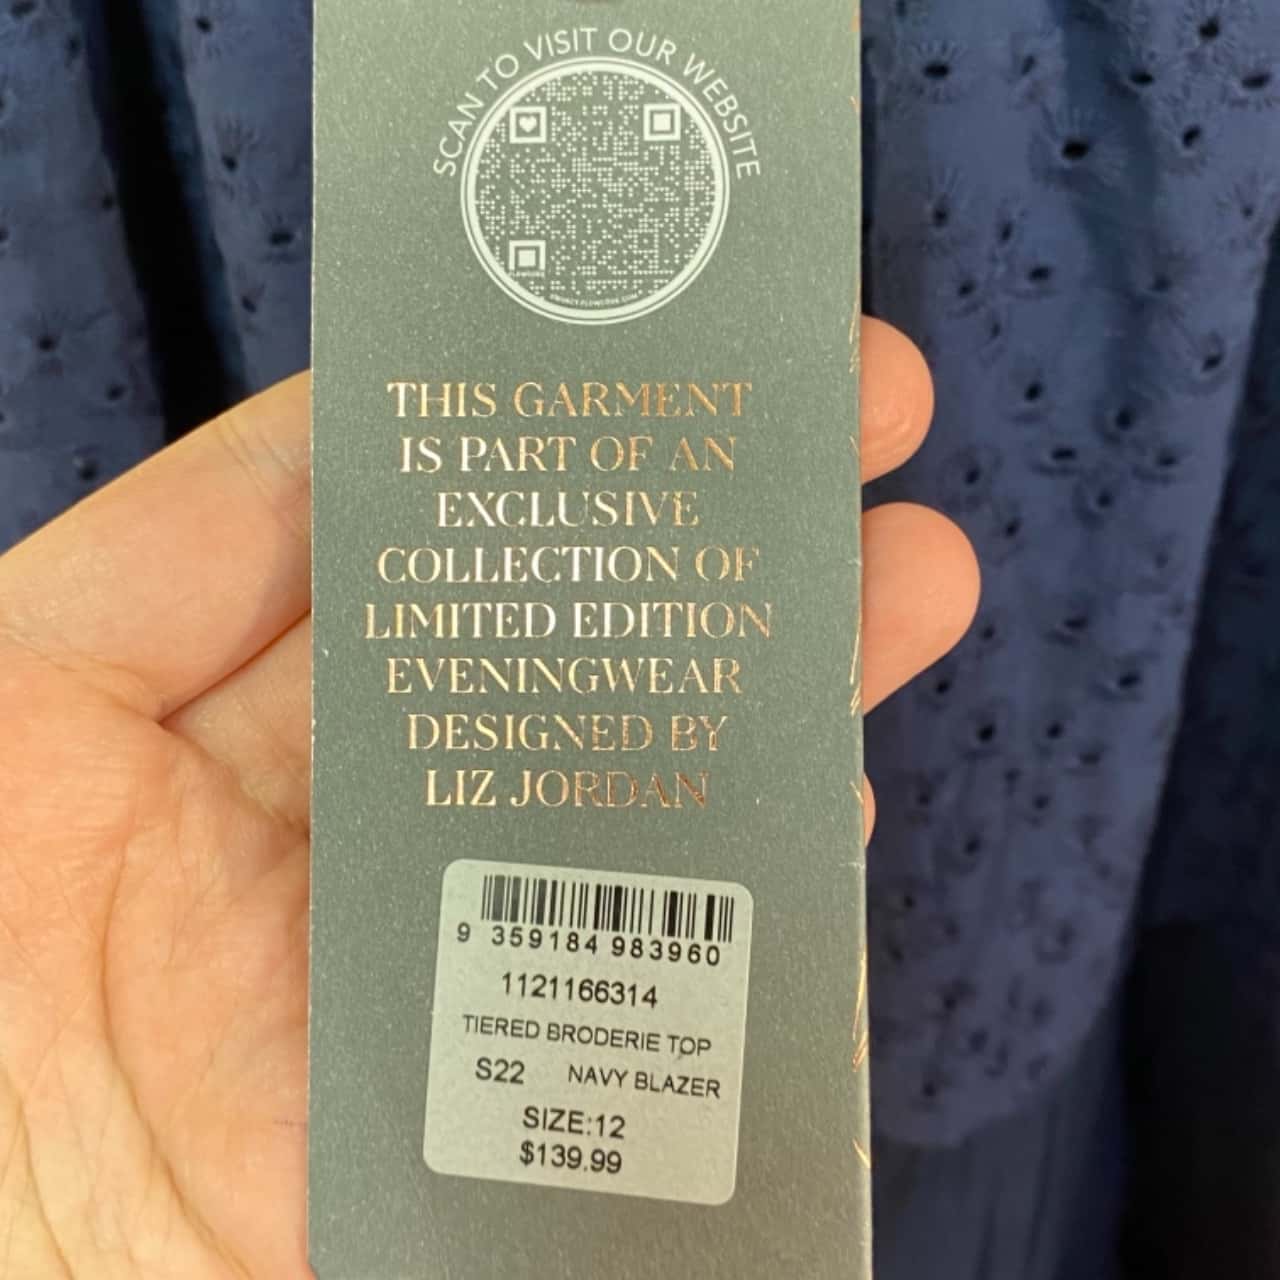 SCAN TO VISIT OUR WEBSITE
THIS GARMENT
IS PART OF AN
EXCLUSIVE
COLLECTION OF
LIMITED EDITION
EVENINGWEAR
DESIGNED BY
LIZ JORDAN
9 359184 983960
1121166314
TIERED BRODERIE TOP
S22 NAVY BLAZER
SIZE:12
$139.99